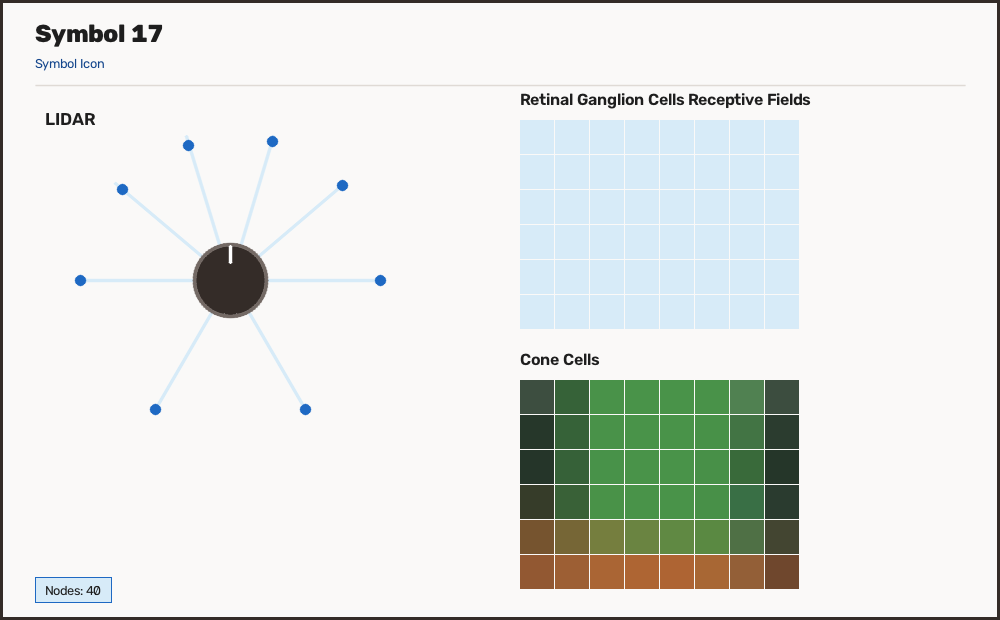 Symbol 17
Symbol Icon
LIDAR
Retinal Ganglion Cells Receptive Fields
Cone Cells
Nodes: 40